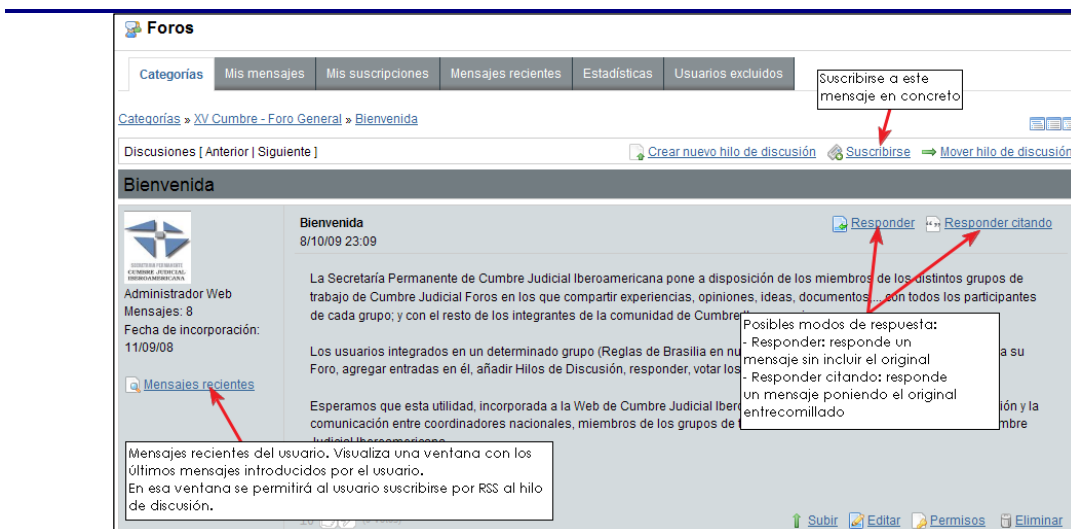 Foros
Categorías Mis mensajes Mis suscripciones Mensajes recientes Estadísticas Usuarios excluidos
Suscribirse a este
mensaje en concreto
Categorías » XV Cumbre - Foro General » Bienvenida
Discusiones [ Anterior | Siguiente ] Crear nuevo hilo de discusión Suscribirse Mover hilo de discusión
Bienvenida
Bienvenida Responder Responder citando
8/10/09 23:09
SECRETARIA PERMANENTE
CUMBRE JUDICIAL
IBEROAMERICANA
Administrador Web
Mensajes: 8
Fecha de incorporación:
11/09/08
Mensajes recientes
La Secretaría Permanente de Cumbre Judicial Iberoamericana pone a disposición de los miembros de los distintos grupos de
trabajo de Cumbre Judicial Foros en los que compartir experiencias, opiniones, ideas, documentos,... con todos los participantes
de cada grupo; y con el resto de los integrantes de la comunidad de Cumbre
Los usuarios integrados en un determinado grupo (Reglas de Brasilia en a su
Foro, agregar entradas en él, añadir Hilos de Discusión, responder, votar los
Esperamos que esta utilidad, incorporada a la Web de Cumbre Judicial y la
comunicación entre coordinadores nacionales, miembros de los grupos de
Posibles modos de respuesta:
- Responder: responde un
mensaje sin incluir el original
- Responder citando: responde
un mensaje poniendo el original
entrecomillado
Mensajes recientes del usuario. Visualiza una ventana con los
últimos mensajes introducidos por el usuario.
En esa ventana se permitirá al usuario suscribirse por RSS al hilo
de discusión.
Subir Editar Permisos Eliminar